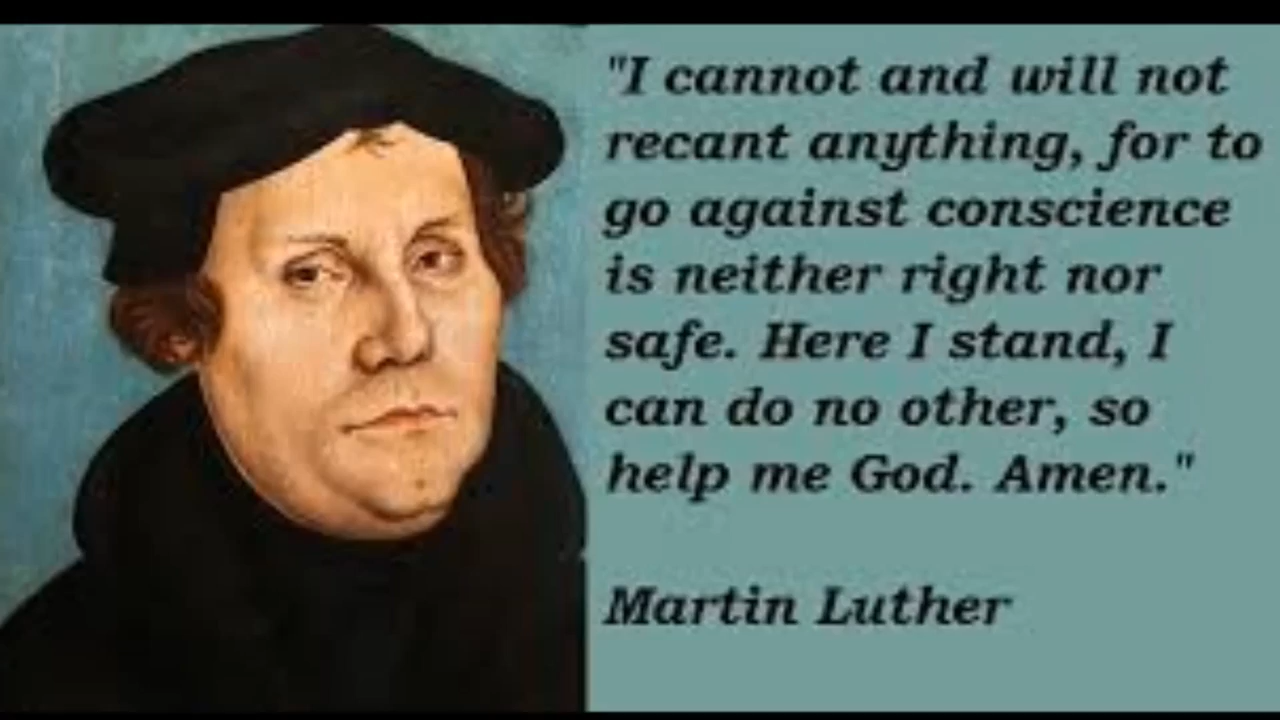 "I cannot and will not
recant anything, for to
go against conscience
is neither right nor
safe. Here I stand, I
can do no other, so
help me God. Amen."
Martin Luther